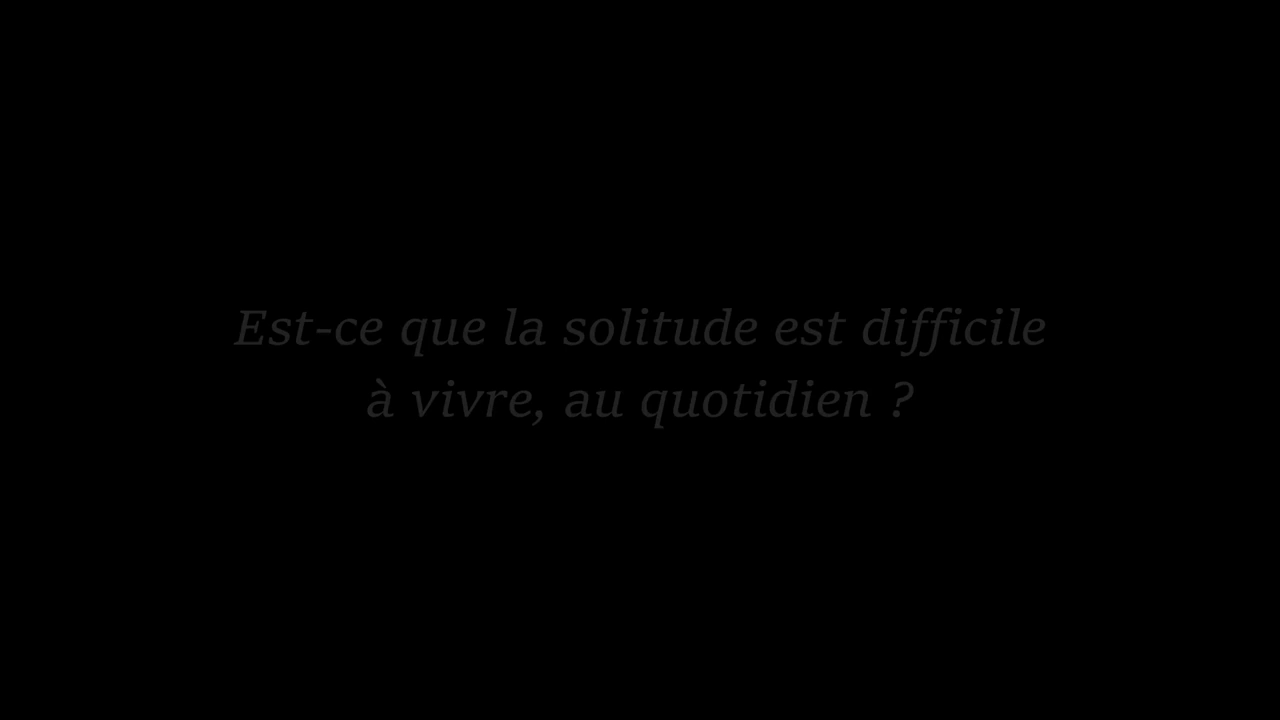 Est-ce que la solitude est difficile
à vivre, au quotidien ?